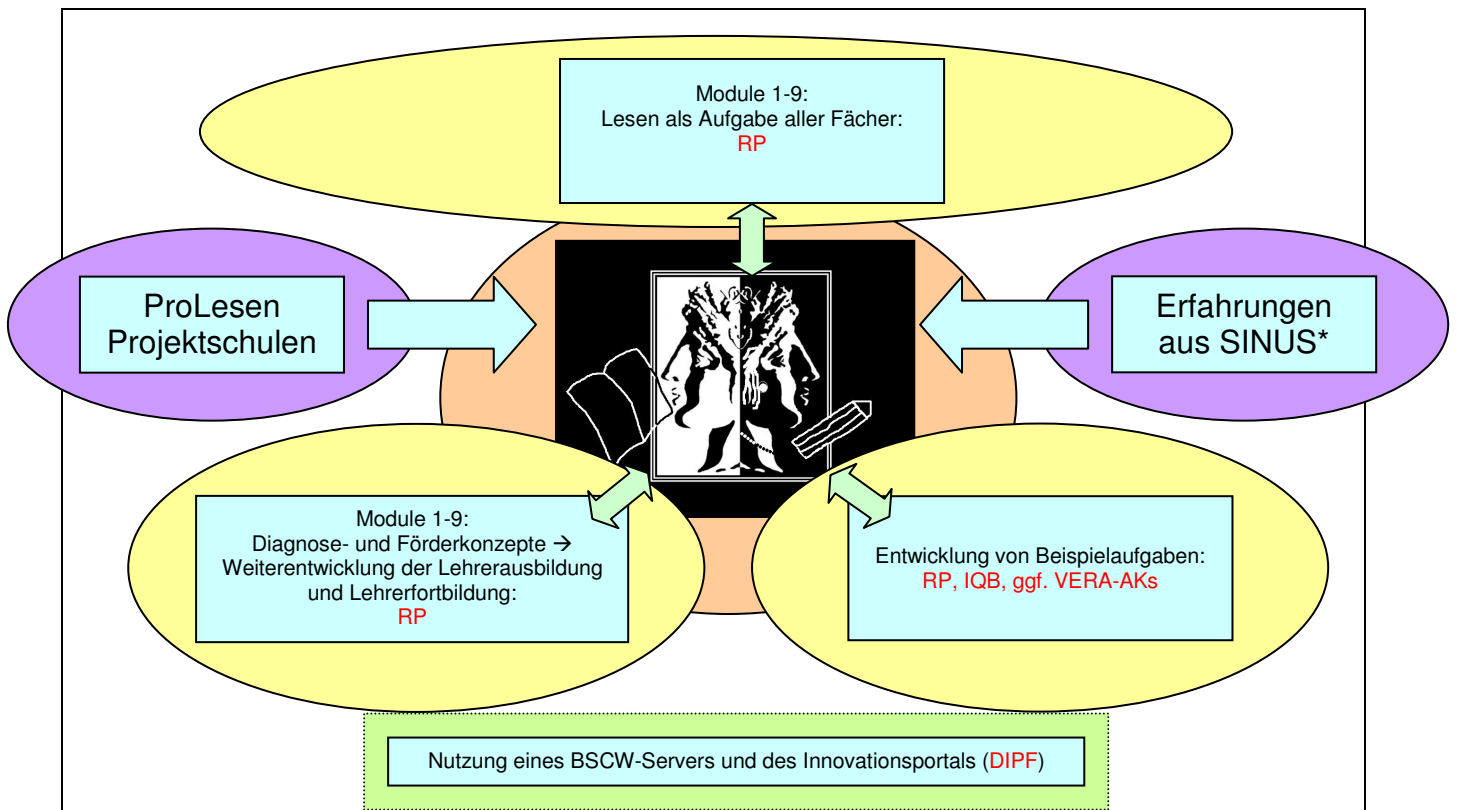 Module 1-9:
Lesen als Aufgabe aller Fächer:
RP
ProLesen
Projektschulen
Erfahrungen
aus SINUS*
Module 1-9:
Diagnose- und Förderkonzepte →
Weiterentwicklung der Lehrerausbildung
und Lehrerfortbildung:
RP
Entwicklung von Beispielaufgaben:
RP, IQB, ggf. VERA-AKs
Nutzung eines BSCW-Servers und des Innovationsportals (DIPF)